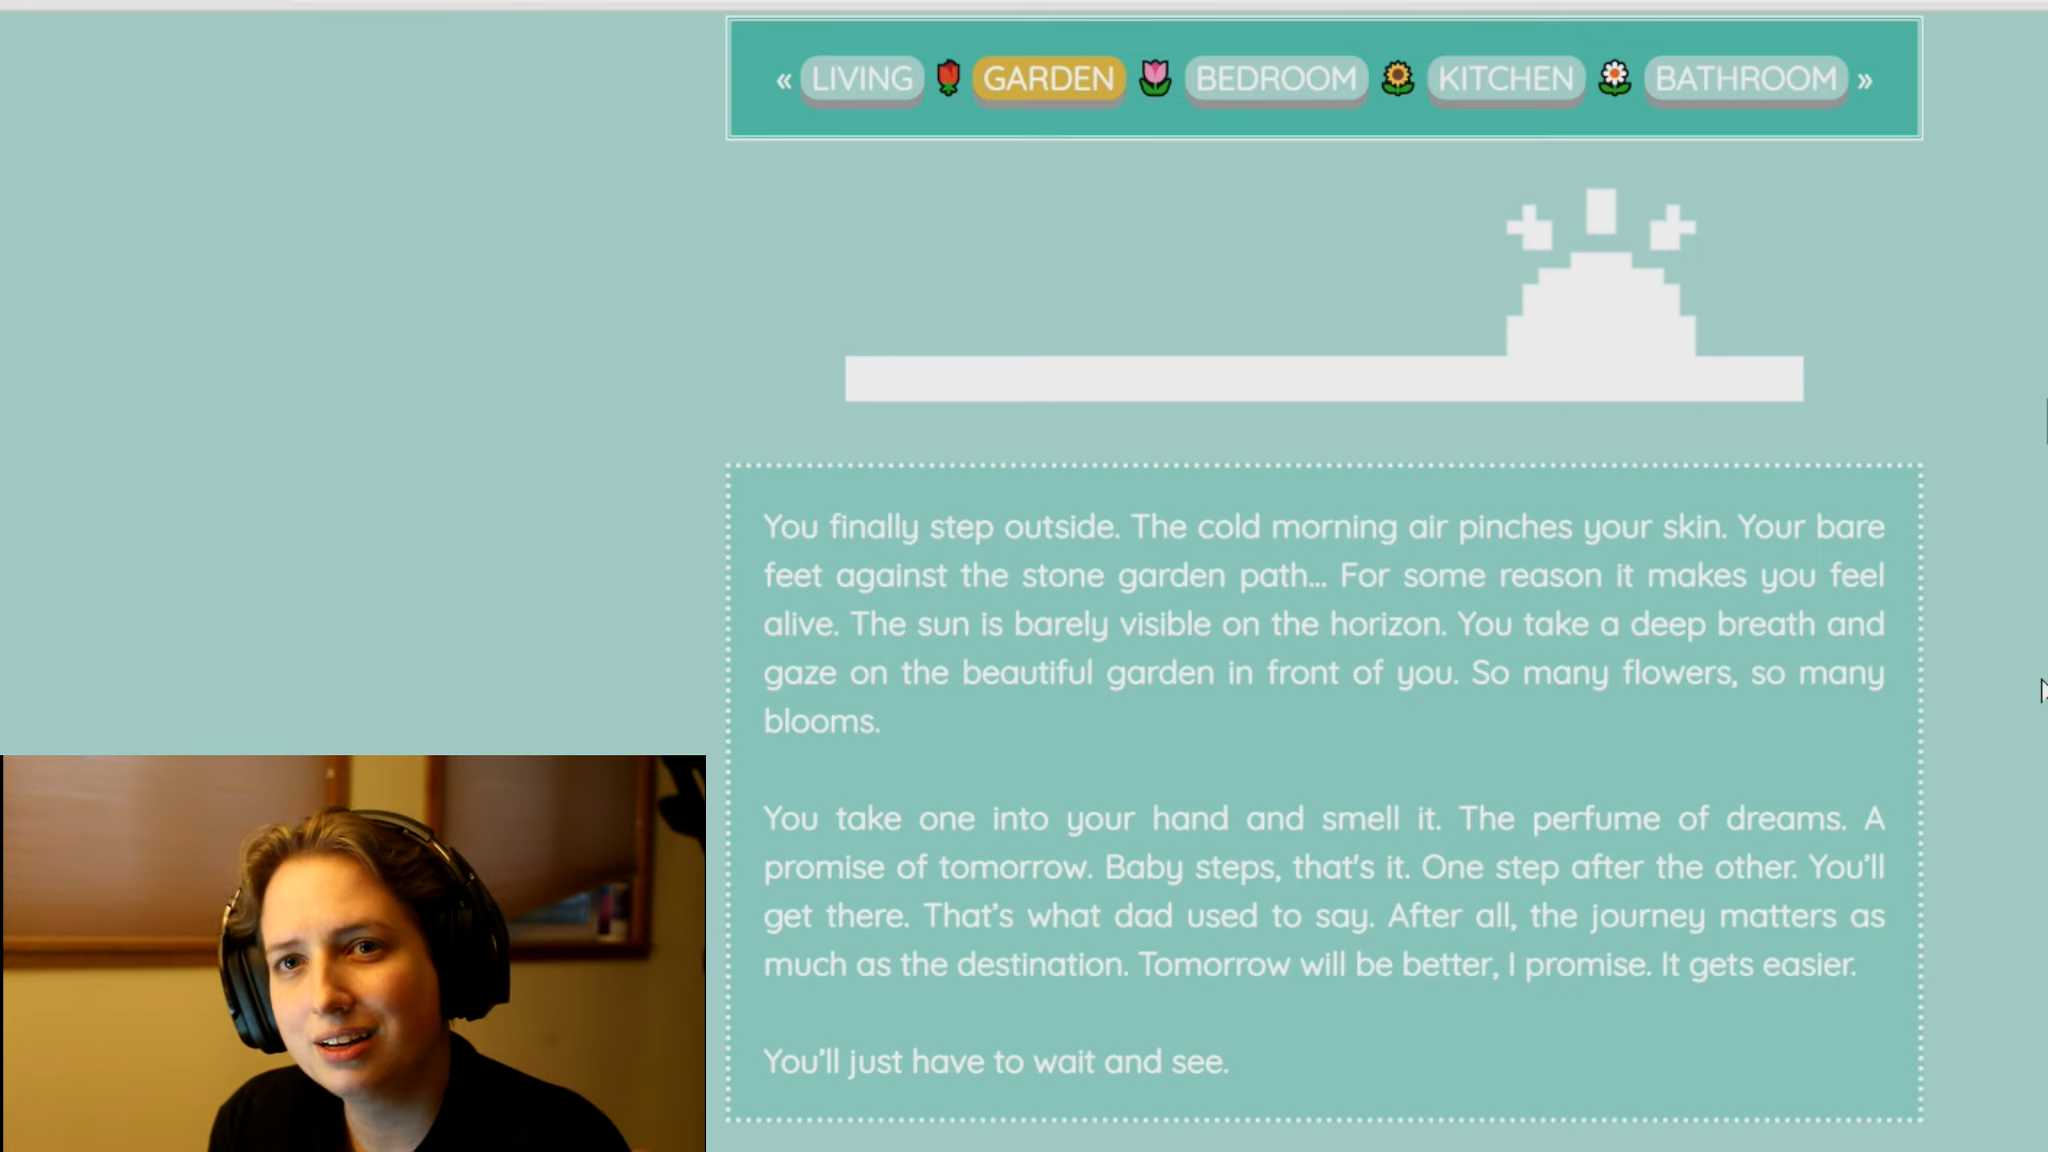 « LIVING GARDEN BEDROOM KITCHEN BATHROOM »
You finally step outside. The cold morning air pinches your skin. Your bare
feet against the stone garden path... For some reason it makes you feel
alive. The sun is barely visible on the horizon. You take a deep breath and
gaze on the beautiful garden in front of you. So many flowers, so many
blooms.
You take one into your hand and smell it. The perfume of dreams. A
promise of tomorrow. Baby steps, that's it. One step after the other. You'll
get there. That's what dad used to say. After all, the journey matters as
much as the destination. Tomorrow will be better, I promise. It gets easier.
You'll just have to wait and see.